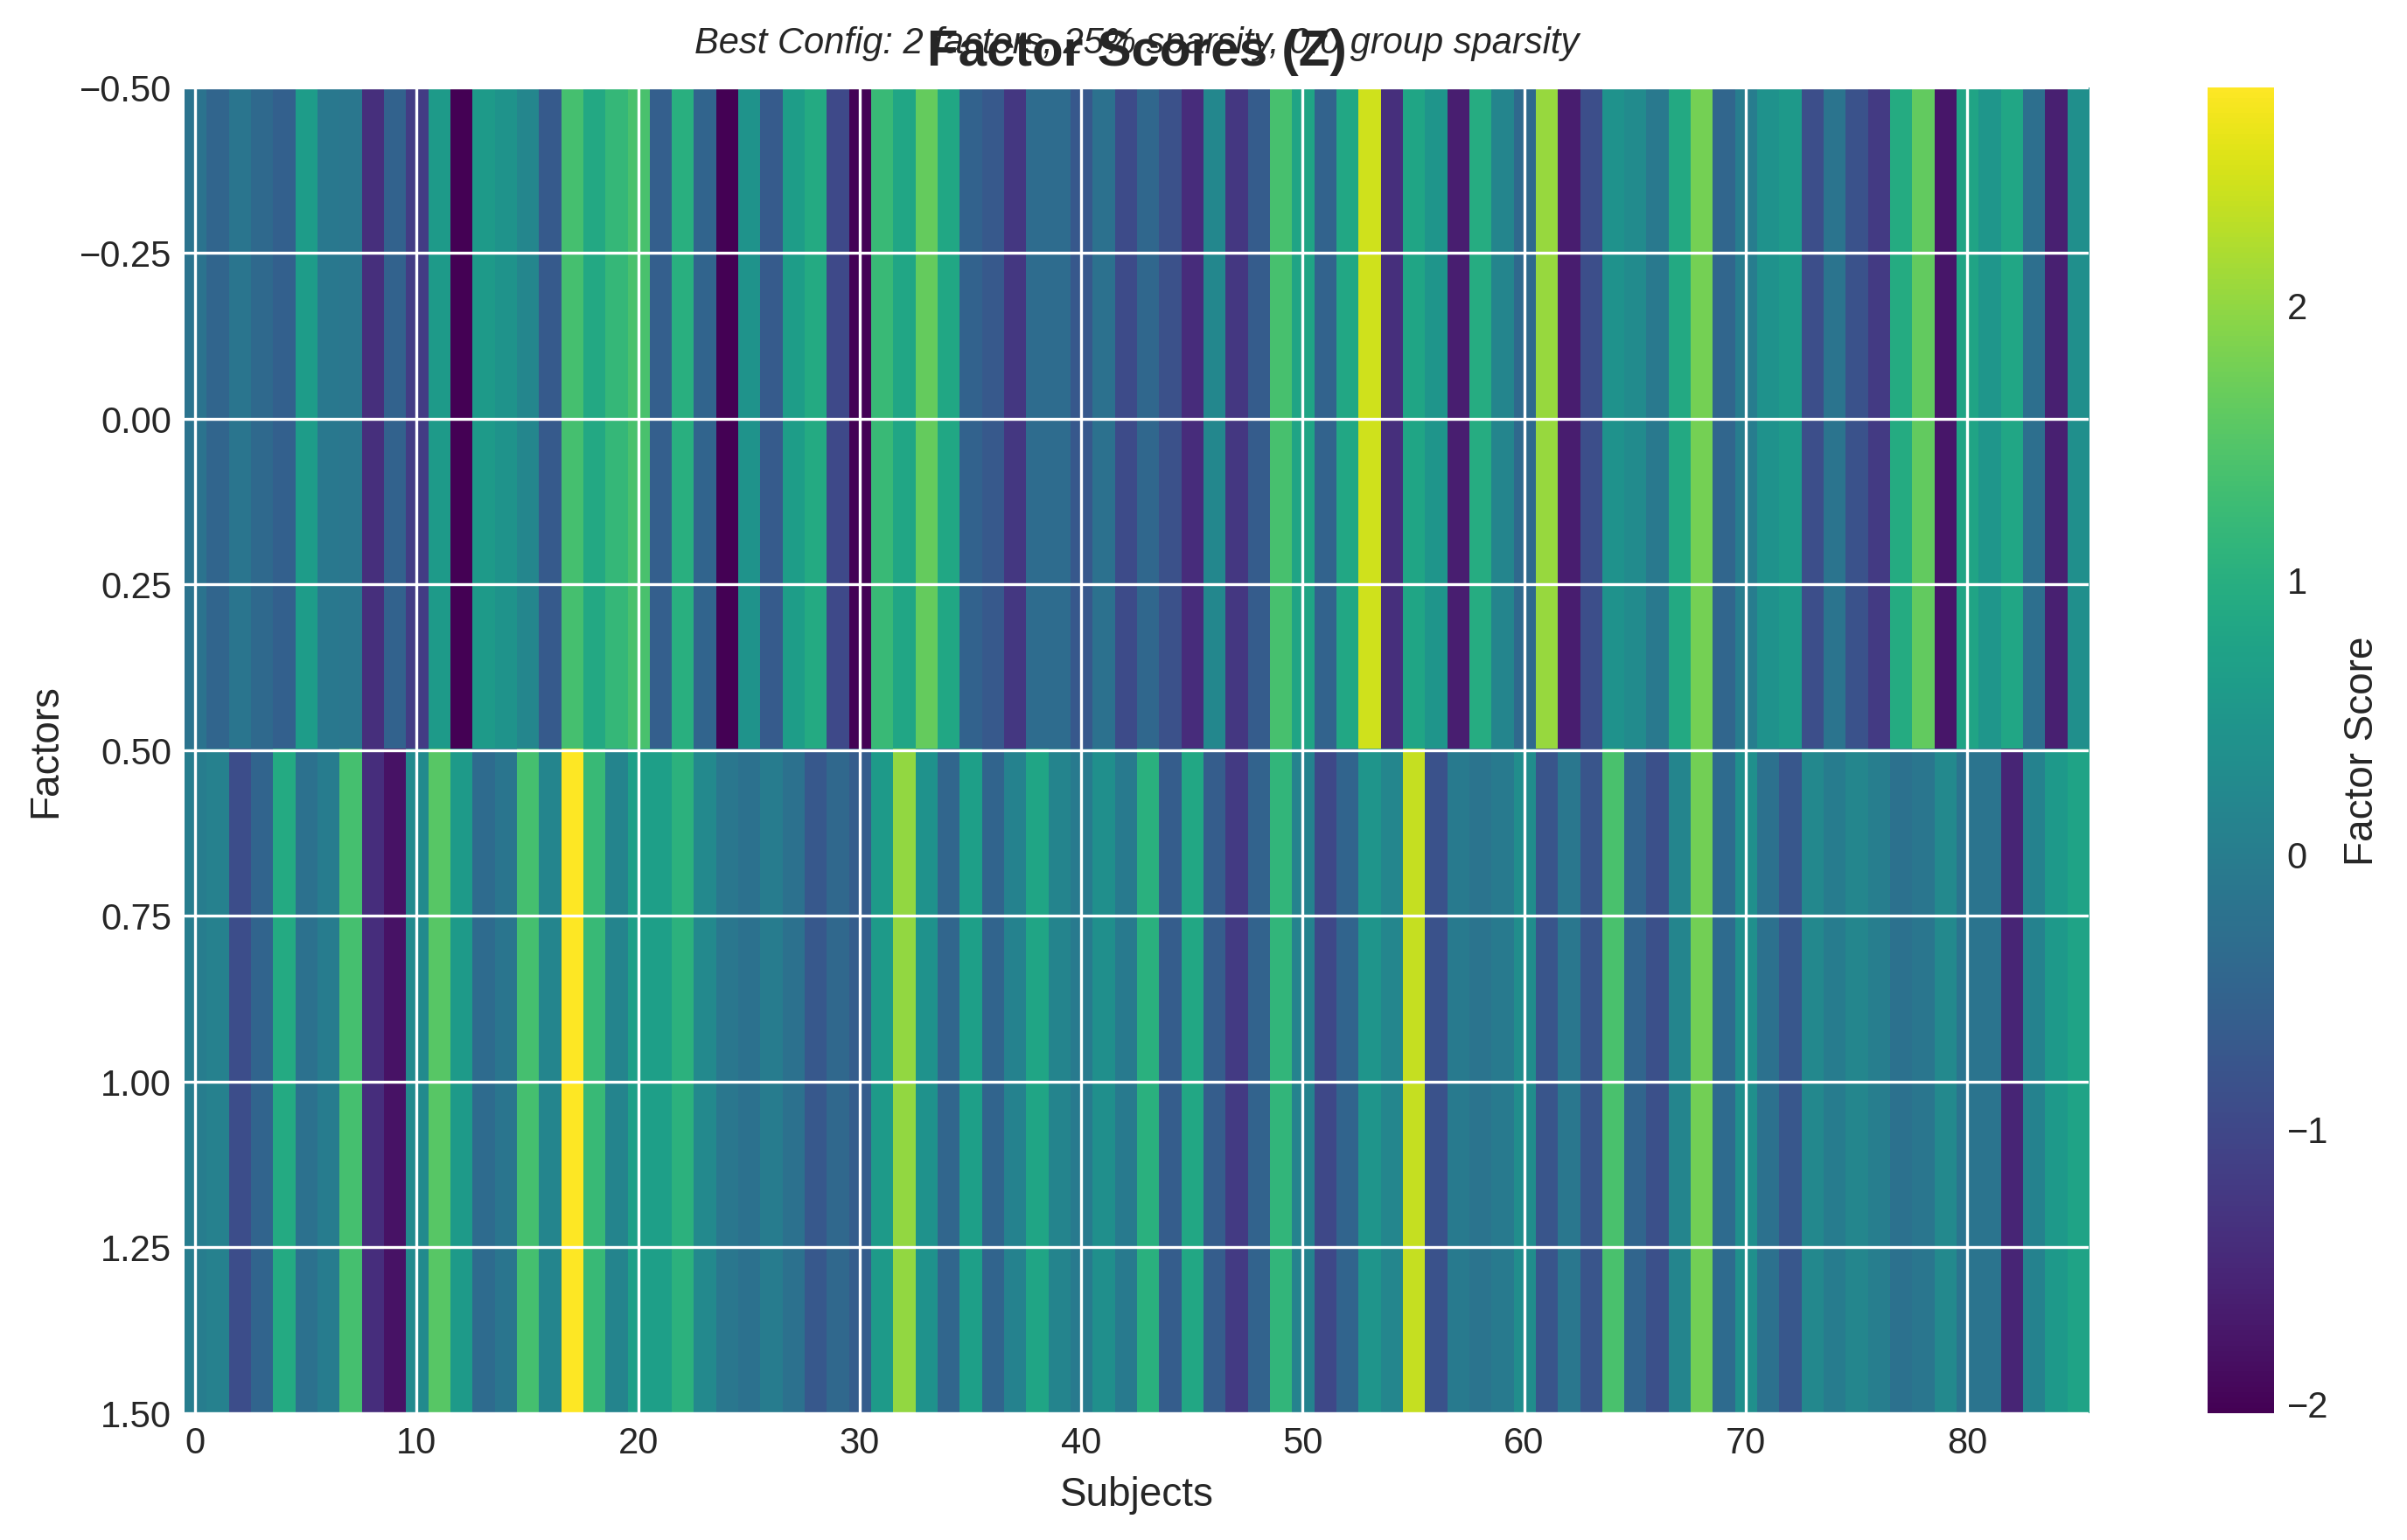 Best Config: 2 factors, 25% sparsity, 0.0 group sparsity
Factor Scores (Z)
−0.50
−0.25
0.00
0.25
0.50
0.75
1.00
1.25
1.50
Factors
0 10 20 30 40 50 60 70 80
Subjects
2
1
0
−1
−2
Factor Score